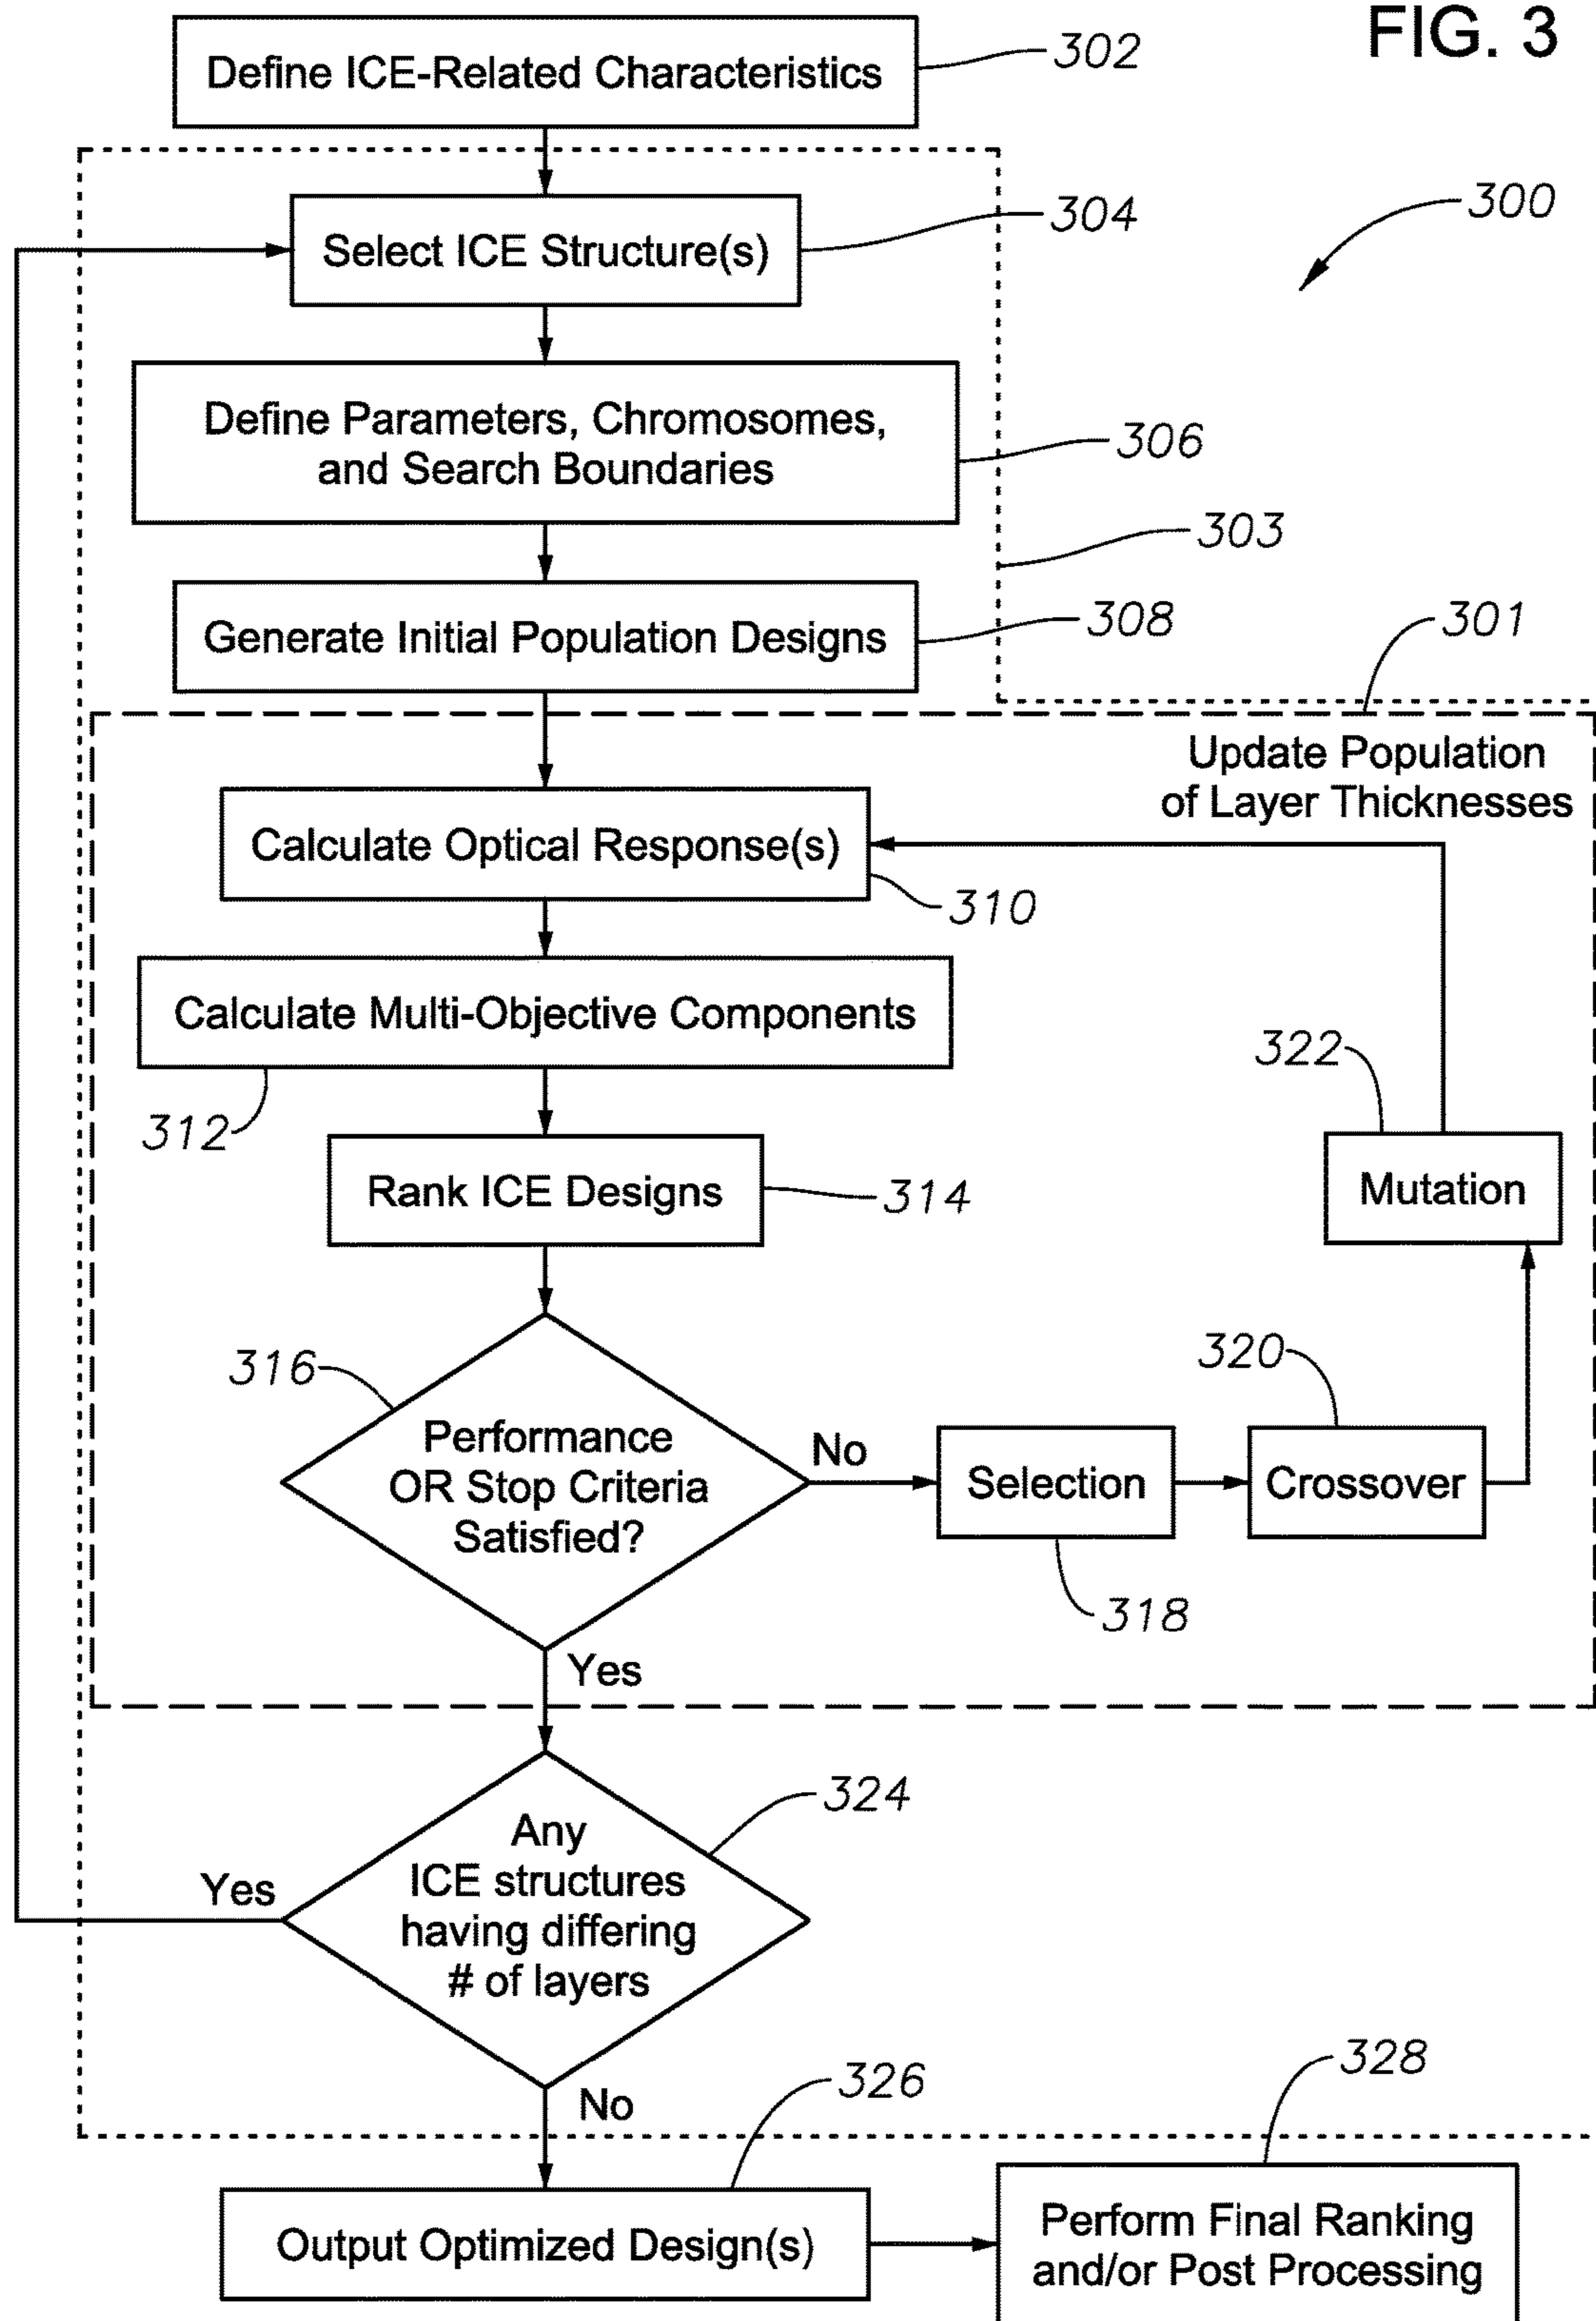 FIG. 3
Define ICE-Related Characteristics
302
Select ICE Structure(s)
304
300
Define Parameters, Chromosomes,
and Search Boundaries
306
303
Generate Initial Population Designs
308
301
Update Population
of Layer Thicknesses
Calculate Optical Response(s)
310
Calculate Multi-Objective Components
312
322
Mutation
Rank ICE Designs
314
316
Performance
OR Stop Criteria
Satisfied?
No
Selection
318
320
Crossover
Yes
324
Any
ICE structures
having differing
# of layers
Yes
No
326
328
Output Optimized Design(s)
Perform Final Ranking
and/or Post Processing